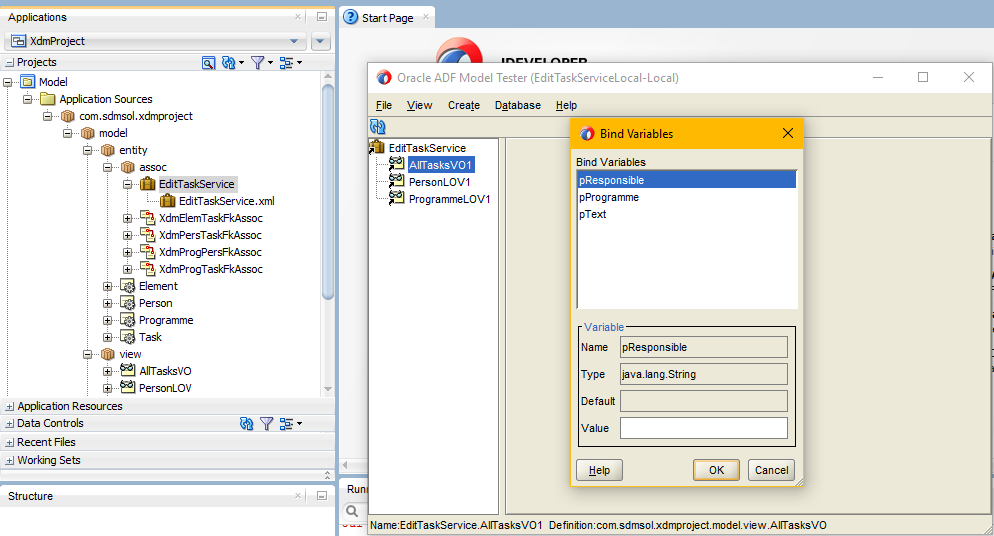 Applications
XdmProject
Projects
Model
Application Sources
com.sdmsol.xdmproject
model
entity
assoc
EditTaskService
EditTaskService.xml
XdmElemTaskFkAssoc
XdmPersTaskFkAssoc
XdmProgPersFkAssoc
XdmProgTaskFkAssoc
Element
Person
Programme
Task
view
AllTasksVO
PersonLOV
Application Resources
Data Controls
Recent Files
Working Sets
Structure
Start Page
Oracle ADF Model Tester (EditTaskServiceLocal-Local)
File View Create Database Help
EditTaskService
AllTasksVO1
PersonLOV1
ProgrammeLOV1
Bind Variables
Bind Variables
pResponsible
pProgramme
pText
Variable
Name pResponsible
Type java.lang.String
Default
Value
Help OK Cancel
Name:EditTaskService.AllTasksVO1 Definition:com.sdmsol.xdmproject.model.view.AllTasksVO